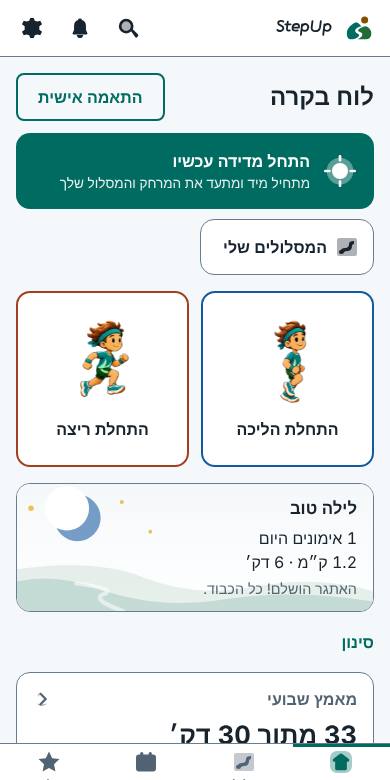 StepUp
לוח בקרה
התאמה אישית
התחל מדידה עכשיו
מתחיל מיד ומתעד את המרחק והמסלול שלך
המסלולים שלי
התחלת הליכה
התחלת ריצה
לילה טוב
1 אימונים היום
1.2 ק״מ · 6 דק׳
האתגר הושלם! כל הכבוד.
סינון
מאמץ שבועי
33 מתוך 30 דק׳